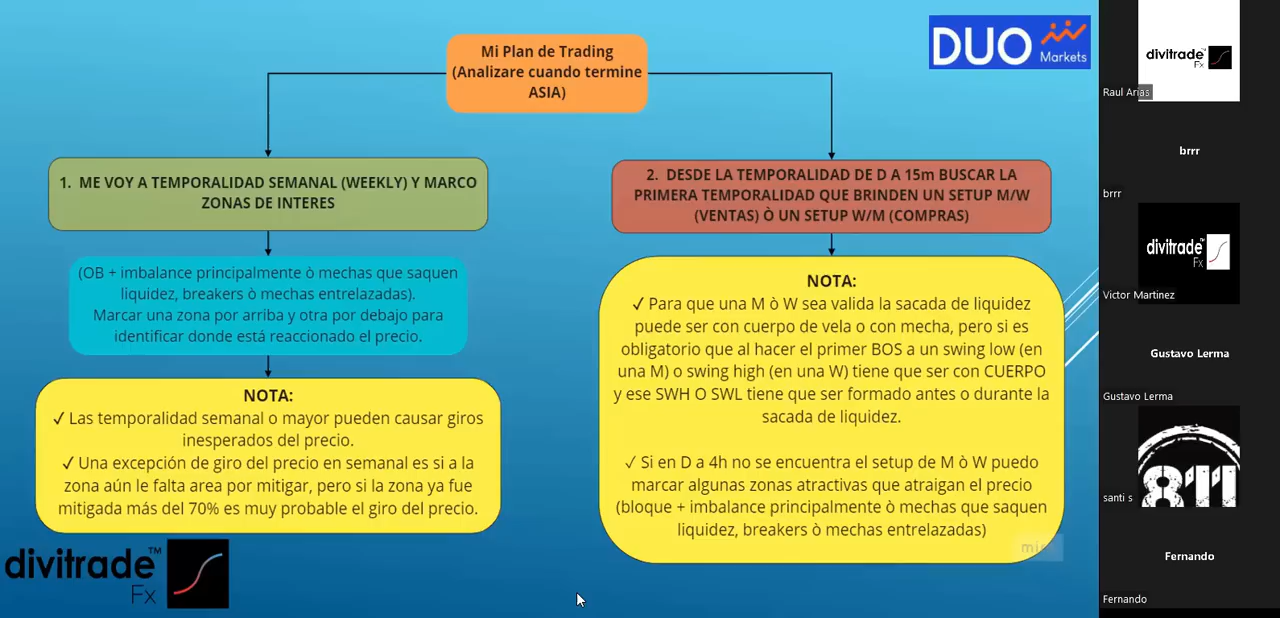 Mi Plan de Trading
(Analizare cuando termine
ASIA)
DUO
Markets
1. ME VOY A TEMPORALIDAD SEMANAL (WEEKLY) Y MARCO
ZONAS DE INTERES
(OB + imbalance principalmente ò mechas que saquen
liquidez, breakers ò mechas entrelazadas).
Marcar una zona por arriba y otra por debajo para
identificar donde está reaccionado el precio.
NOTA:
✓ Las temporalidad semanal o mayor pueden causar giros
inesperados del precio.
✓ Una excepción de giro del precio en semanal es si a la
zona aún le falta area por mitigar, pero si la zona ya fue
mitigada más del 70% es muy probable el giro del precio.
2. DESDE LA TEMPORALIDAD DE D A 15m BUSCAR LA
PRIMERA TEMPORALIDAD QUE BRINDEN UN SETUP M/W
(VENTAS) Ò UN SETUP W/M (COMPRAS)
NOTA:
✓ Para que una M ò W sea valida la sacada de liquidez
puede ser con cuerpo de vela o con mecha, pero si es
obligatorio que al hacer el primer BOS a un swing low (en
una M) o swing high (en una W) tiene que ser con CUERPO
y ese SWH O SWL tiene que ser formado antes o durante la
sacada de liquidez.
✓ Si en D a 4h no se encuentra el setup de M ò W puedo
marcar algunas zonas atractivas que atraigan el precio
(bloque + imbalance principalmente ò mechas que saquen
liquidez, breakers ò mechas entrelazadas)
divitrade™
Fx
divitrade
Fx
Raul Arias
brrr
brrr
divitrade
Fx
Victor Martinez
Gustavo Lerma
Gustavo Lerma
811
santi s
Fernando
Fernando